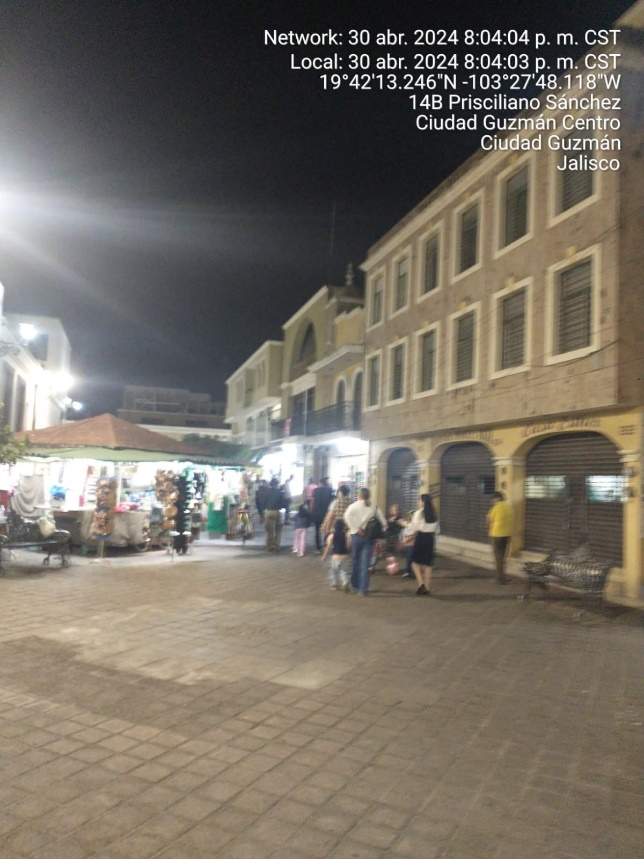 Network: 30 abr. 2024 8:04:04 p. m. CST
Local: 30 abr. 2024 8:04:03 p. m. CST
19°42'13.246"N -103°27'48.118"W
14B Prisciliano Sánchez
Ciudad Guzmán Centro
Ciudad Guzmán
Jalisco